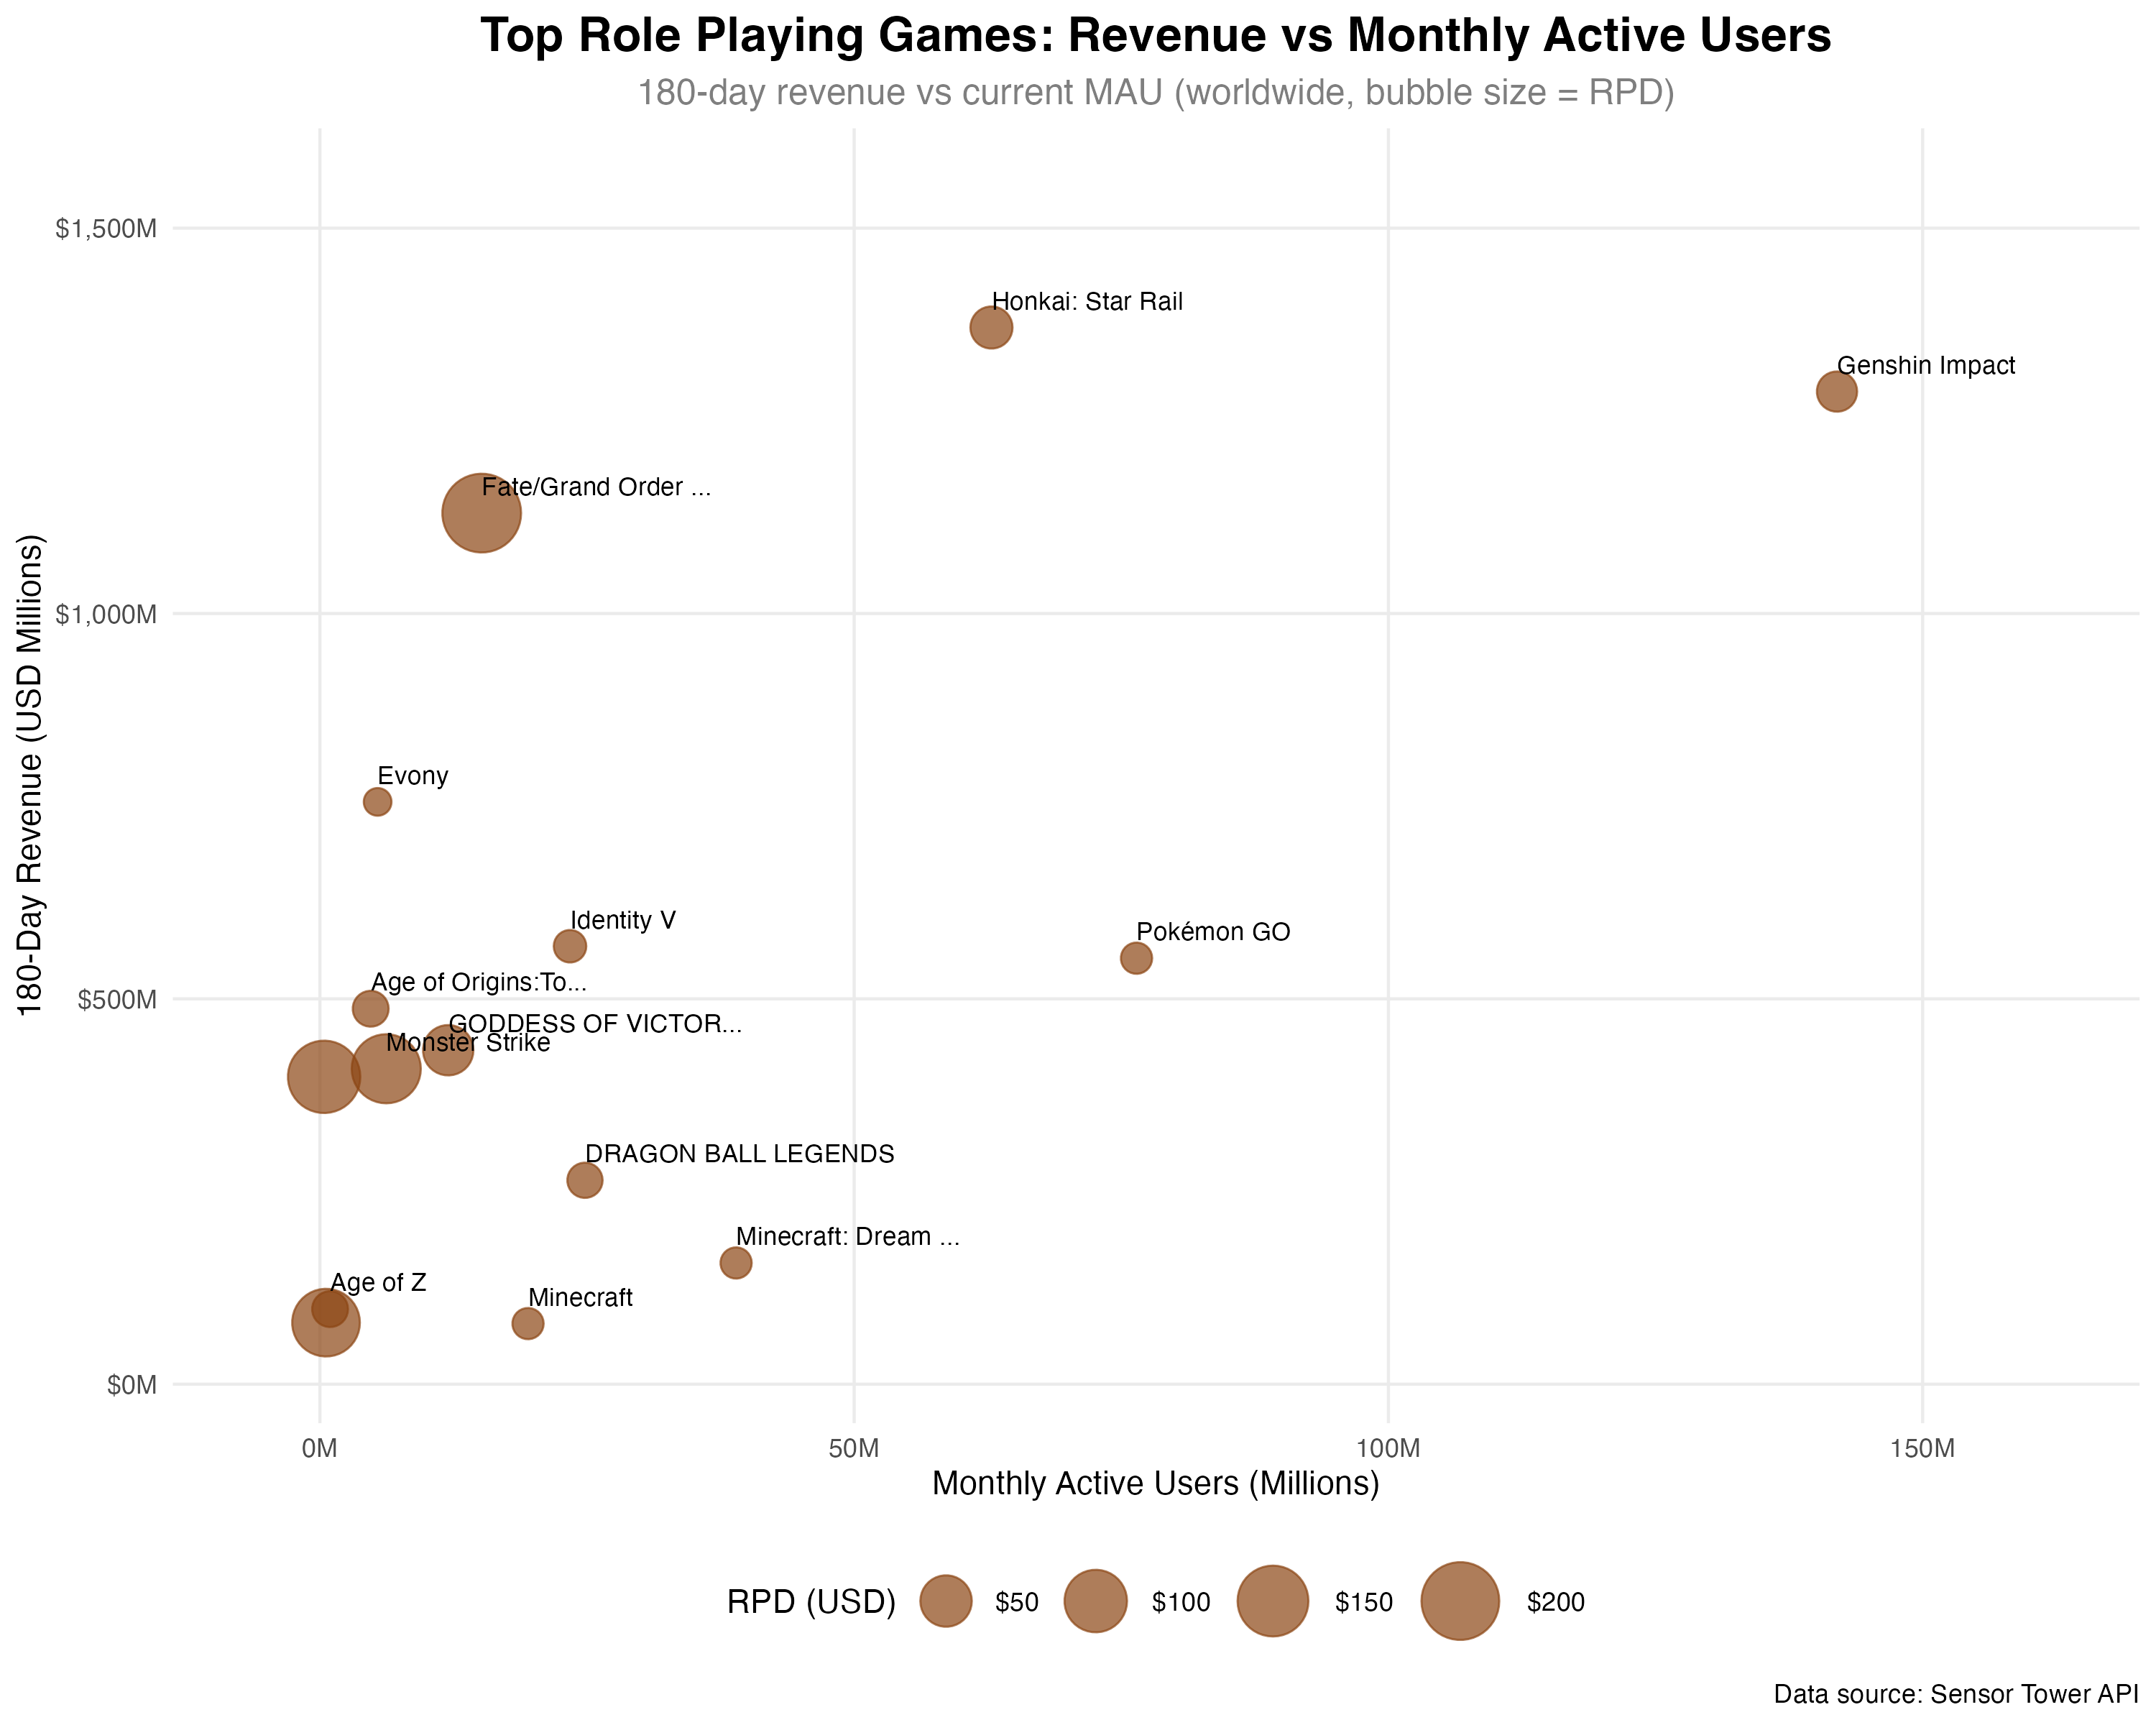 Top Role Playing Games: Revenue vs Monthly Active Users
180-day revenue vs current MAU (worldwide, bubble size = RPD)
$1,500M
$1,000M
$500M
$0M
180-Day Revenue (USD Millions)
Honkai: Star Rail
Genshin Impact
Fate/Grand Order ...
Evony
Identity V
Pokémon GO
Age of Origins:To...
GODDESS OF VICTOR...
Monster Strike
DRAGON BALL LEGENDS
Minecraft: Dream ...
Age of Z
Minecraft
0M
50M
100M
150M
Monthly Active Users (Millions)
RPD (USD)
$50
$100
$150
$200
Data source: Sensor Tower API